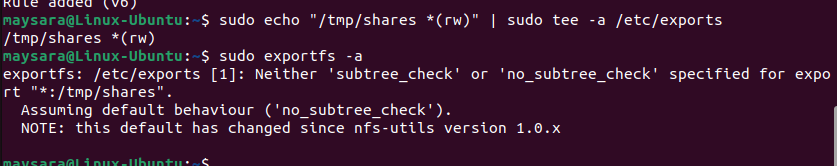 Rule added (v6)
maysara@Linux-Ubuntu:~$ sudo echo "/tmp/shares *(rw)" | sudo tee -a /etc/exports
/tmp/shares *(rw)
maysara@Linux-Ubuntu:~$ sudo exportfs -a
exportfs: /etc/exports [1]: Neither 'subtree_check' or 'no_subtree_check' specified for expo
rt "*:/tmp/shares".
  Assuming default behaviour ('no_subtree_check').
  NOTE: this default has changed since nfs-utils version 1.0.x

maysara@Linux-Ubuntu:~$